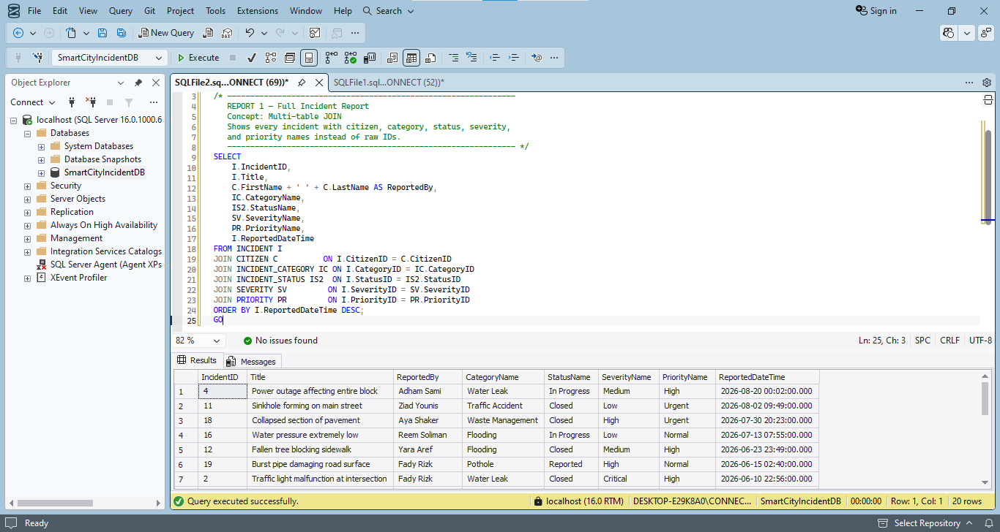 File Edit View Query Git Project Tools Extensions Window Help Search Sign in
New Query DAX
SmartCityIncidentDB Execute
Object Explorer
Connect
localhost (SQL Server 16.0.1000.6
Databases
System Databases
Database Snapshots
SmartCityIncidentDB
Security
Server Objects
Replication
Always On High Availability
Management
Integration Services Catalogs
SQL Server Agent (Agent XPs
XEvent Profiler
SQLFile2.sq...ONNECT (69))* SQLFile1.sql...ONNECT (52))*
3 /* ---------------------------------------------------------------
4 REPORT 1 — Full Incident Report
5 Concept: Multi-table JOIN
6 Shows every incident with citizen, category, status, severity,
7 and priority names instead of raw IDs.
8 --------------------------------------------------------------- */
9 SELECT
10 I.IncidentID,
11 I.Title,
12 C.FirstName + ' ' + C.LastName AS ReportedBy,
13 IC.CategoryName,
14 IS2.StatusName,
15 SV.SeverityName,
16 PR.PriorityName,
17 I.ReportedDateTime
18 FROM INCIDENT I
19 JOIN CITIZEN C ON I.CitizenID = C.CitizenID
20 JOIN INCIDENT_CATEGORY IC ON I.CategoryID = IC.CategoryID
21 JOIN INCIDENT_STATUS IS2 ON I.StatusID = IS2.StatusID
22 JOIN SEVERITY SV ON I.SeverityID = SV.SeverityID
23 JOIN PRIORITY PR ON I.PriorityID = PR.PriorityID
24 ORDER BY I.ReportedDateTime DESC;
25 GO
82 % No issues found Ln: 25, Ch: 3 SPC CRLF UTF-8
Results Messages
IncidentID Title ReportedBy CategoryName StatusName SeverityName PriorityName ReportedDateTime
1 4 Power outage affecting entire block Adham Sami Water Leak In Progress Medium High 2026-08-20 00:02:00.000
2 11 Sinkhole forming on main street Ziad Younis Traffic Accident Closed Low Urgent 2026-08-02 09:49:00.000
3 18 Collapsed section of pavement Aya Shaker Waste Management Closed High Urgent 2026-07-30 20:23:00.000
4 16 Water pressure extremely low Reem Soliman Flooding In Progress Low Normal 2026-07-13 07:55:00.000
5 12 Fallen tree blocking sidewalk Yara Aref Flooding Closed Medium High 2026-06-23 23:49:00.000
6 19 Burst pipe damaging road surface Fady Rizk Pothole Reported High Normal 2026-06-15 02:40:00.000
7 2 Traffic light malfunction at intersection Fady Rizk Water Leak Closed Critical High 2026-06-10 22:56:00.000
Query executed successfully. localhost (16.0 RTM) DESKTOP-E29K8A0\CONNEC... SmartCityIncidentDB 00:00:00 Row: 1, Col: 1 20 rows
Ready Select Repository